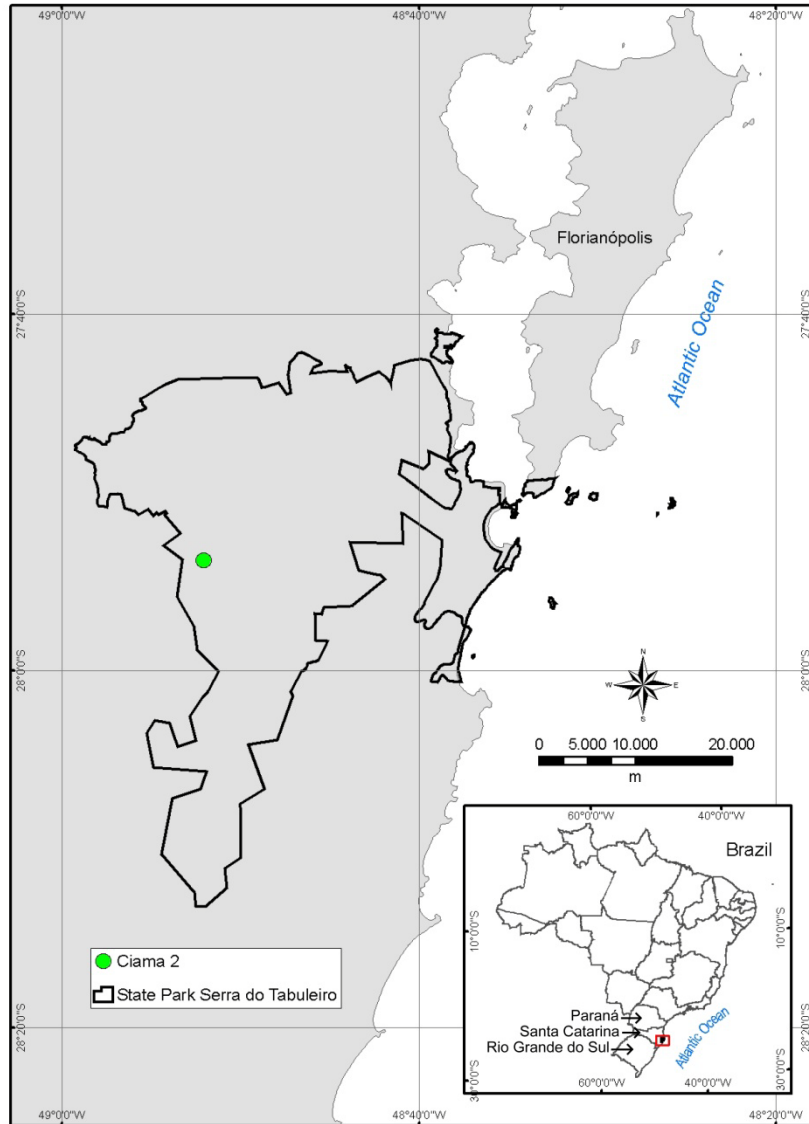 49°0'0"W
48°40'0"W
48°20'0"W
Florianópolis
Atlantic Ocean
27°40'0"S
27°40'0"S
28°0'0"S
28°0'0"S
N
W E
S
0 5.000 10.000 20.000
m
60°0'0"W
40°0'0"W
Brazil
10°0'0"S
10°0'0"S
Paraná
Santa Catarina
Rio Grande do Sul
Atlantic Ocean
30°0'0"S
30°0'0"S
60°0'0"W
40°0'0"W
Ciama 2
State Park Serra do Tabuleiro
28°20'0"S
28°20'0"S
49°0'0"W
48°40'0"W
48°20'0"W